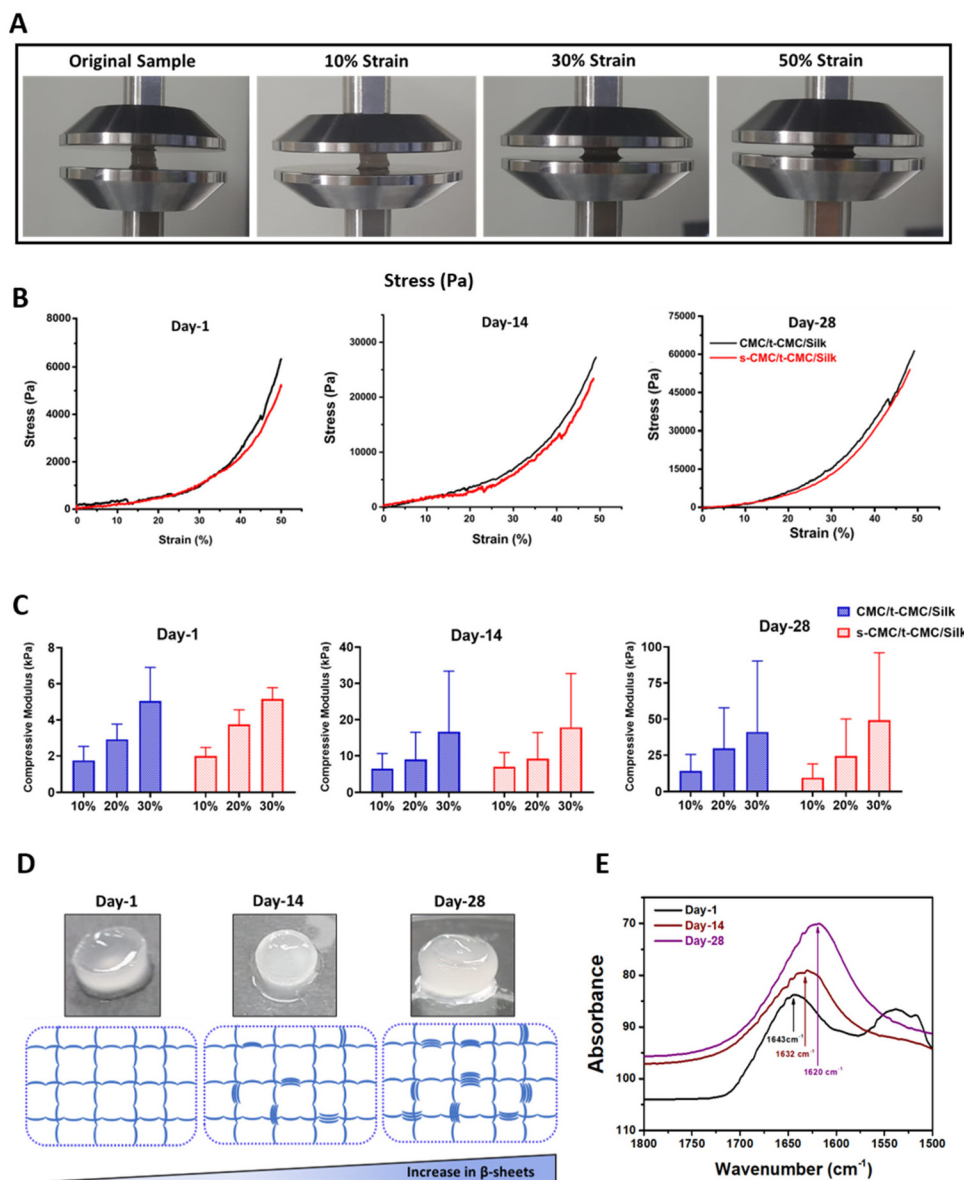 A
Original Sample
10% Strain
30% Strain
50% Strain
Stress (Pa)
B
Day-1
Stress (Pa)
8000
6000
4000
2000
0
0 10 20 30 40 50
Strain (%)
Day-14
Stress (Pa)
30000
20000
10000
0
0 10 20 30 40 50
Strain (%)
Day-28
CMC/t-CMC/Silk
s-CMC/t-CMC/Silk
Stress (Pa)
75000
60000
45000
30000
15000
0
0 10 20 30 40 50
Strain (%)
C
Day-1
Compressive Modulus (kPa)
8
6
4
2
0
10% 20% 30% 10% 20% 30%
Day-14
Compressive Modulus (kPa)
40
30
20
10
0
10% 20% 30% 10% 20% 30%
Day-28
CMC/t-CMC/Silk
s-CMC/t-CMC/Silk
Compressive Modulus (kPa)
100
75
50
25
0
10% 20% 30% 10% 20% 30%
D
Day-1
Day-14
Day-28
Increase in β-sheets
E
Day-1
Day-14
Day-28
Absorbance
70
80
90
100
110
1643cm⁻¹
1632 cm⁻¹
1620 cm⁻¹
1800 1750 1700 1650 1600 1550 1500
Wavenumber (cm⁻¹)